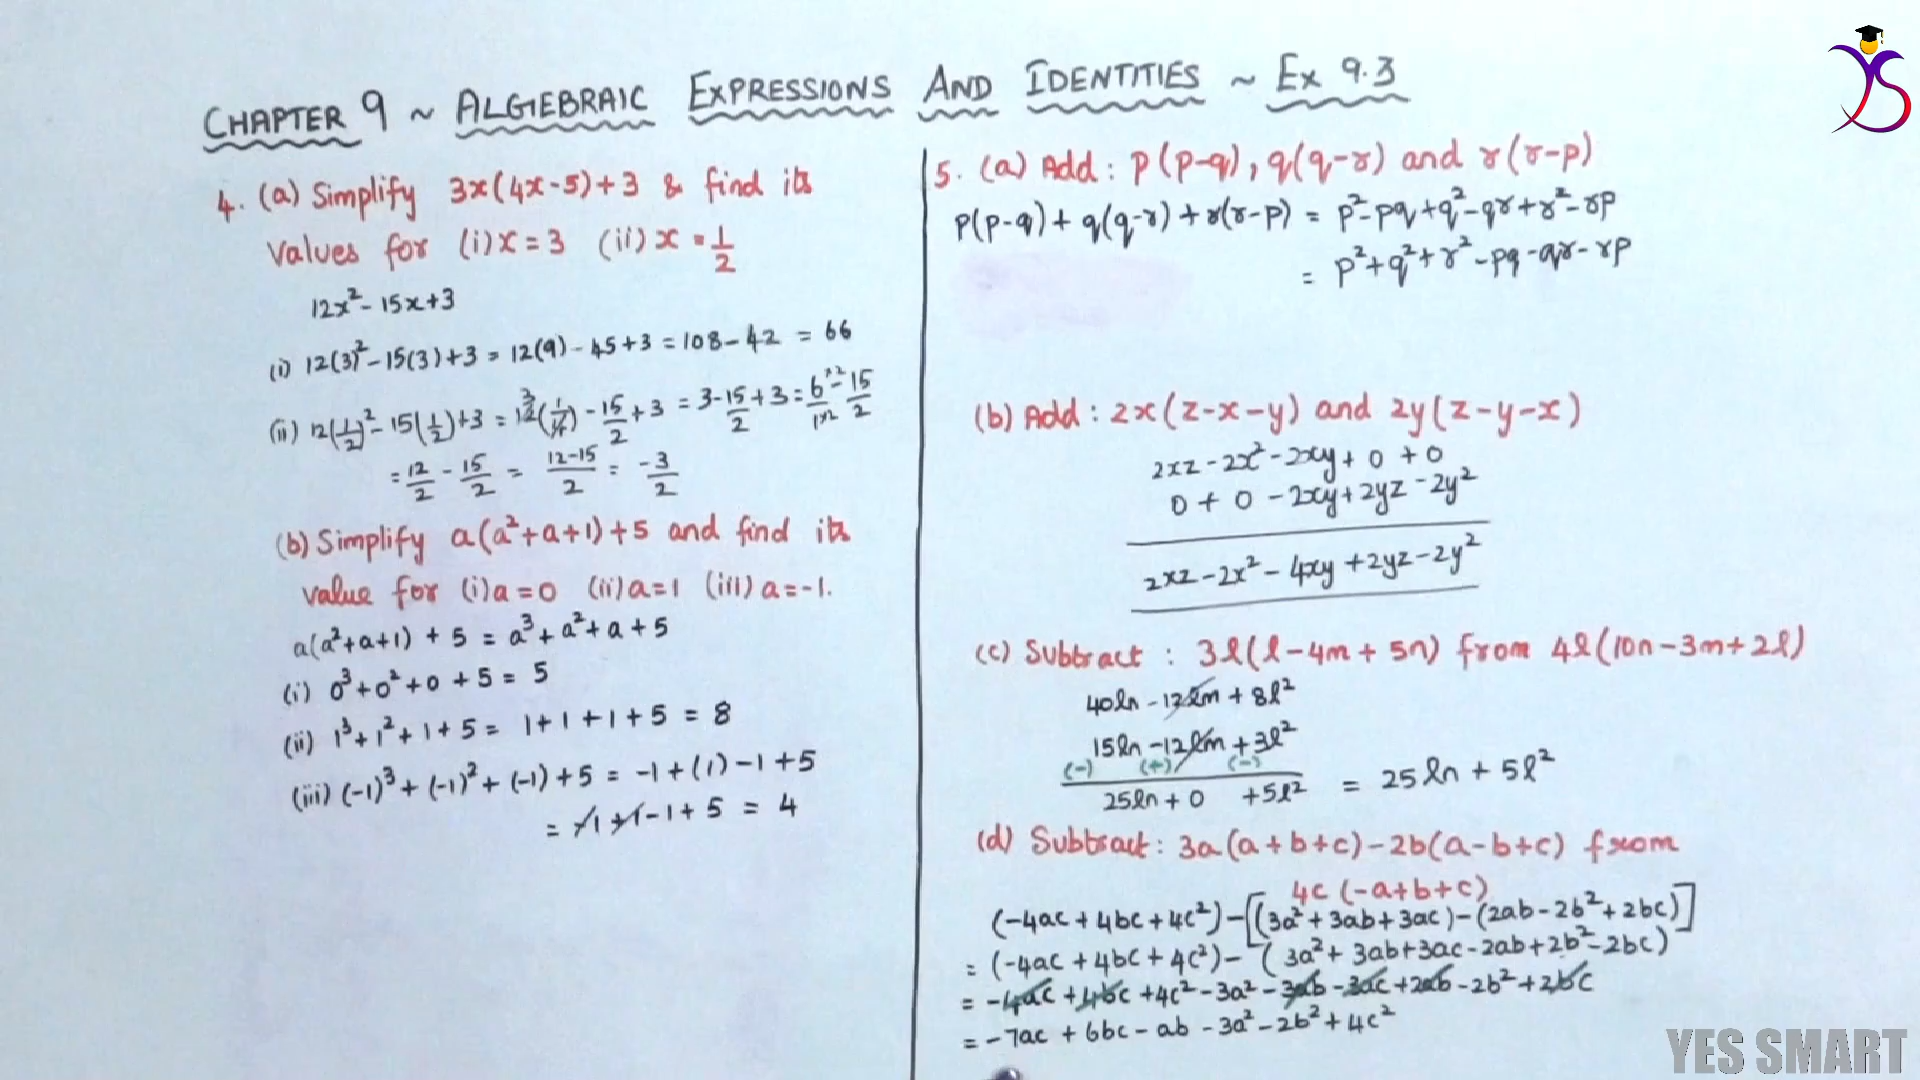 CHAPTER 9 ~ ALGEBRAIC EXPRESSIONS AND IDENTITIES ~ Ex 9.3
4. (a) Simplify 3x(4x-5)+3 & find its
values for (i) x = 3 (ii) x = 1/2
12x² - 15x+3
(i) 12(3)² - 15(3)+3 = 12(9) - 45+3 = 108 - 42 = 66
(ii) 12(1/2)² - 15(1/2)+3 = 12 3 (1/4) - 15/2 + 3 = 3 - 15/2 + 3 = 6×2/1×2 - 15/2
= 12/2 - 15/2 = 12-15/2 = -3/2
(b) Simplify a(a²+a+1)+5 and find its
value for (i) a=0 (ii) a=1 (iii) a=-1.
a(a²+a+1) + 5 = a³+a²+a+5
(i) 0³+0²+0+5 = 5
(ii) 1³+1²+1+5 = 1+1+1+5 = 8
(iii) (-1)³+(-1)²+(-1)+5 = -1+(1)-1+5
= -1+1-1+5 = 4
5. (a) Add : p(p-q), q(q-r) and r(r-p)
p(p-q)+q(q-r)+r(r-p) = p²-pq+q²-qr+r²-rp
= p²+q²+r²-pq-qr-rp
(b) Add : 2x(z-x-y) and 2y(z-y-x)
2xz-2x²-2xy+0+0
0+0-2xy+2yz-2y²
2xz-2x²-4xy+2yz-2y²
(c) Subtract : 3l(l-4m+5n) from 4l(10n-3m+2l)
40ln-12lm+8l²
15ln-12lm+3l²
(-) (+) (-)
25ln+0 +5l² = 25ln+5l²
(d) Subtract : 3a(a+b+c)-2b(a-b+c) from
4c(-a+b+c)
(-4ac+4bc+4c²)-[(3a²+3ab+3ac)-(2ab-2b²+2bc)]
= (-4ac+4bc+4c²)-(3a²+3ab+3ac-2ab+2b²-2bc)
= -4ac+4bc+4c²-3a²-3ab-3ac+2ab-2b²+2bc
= -7ac+6bc-ab-3a²-2b²+4c²
YES SMART